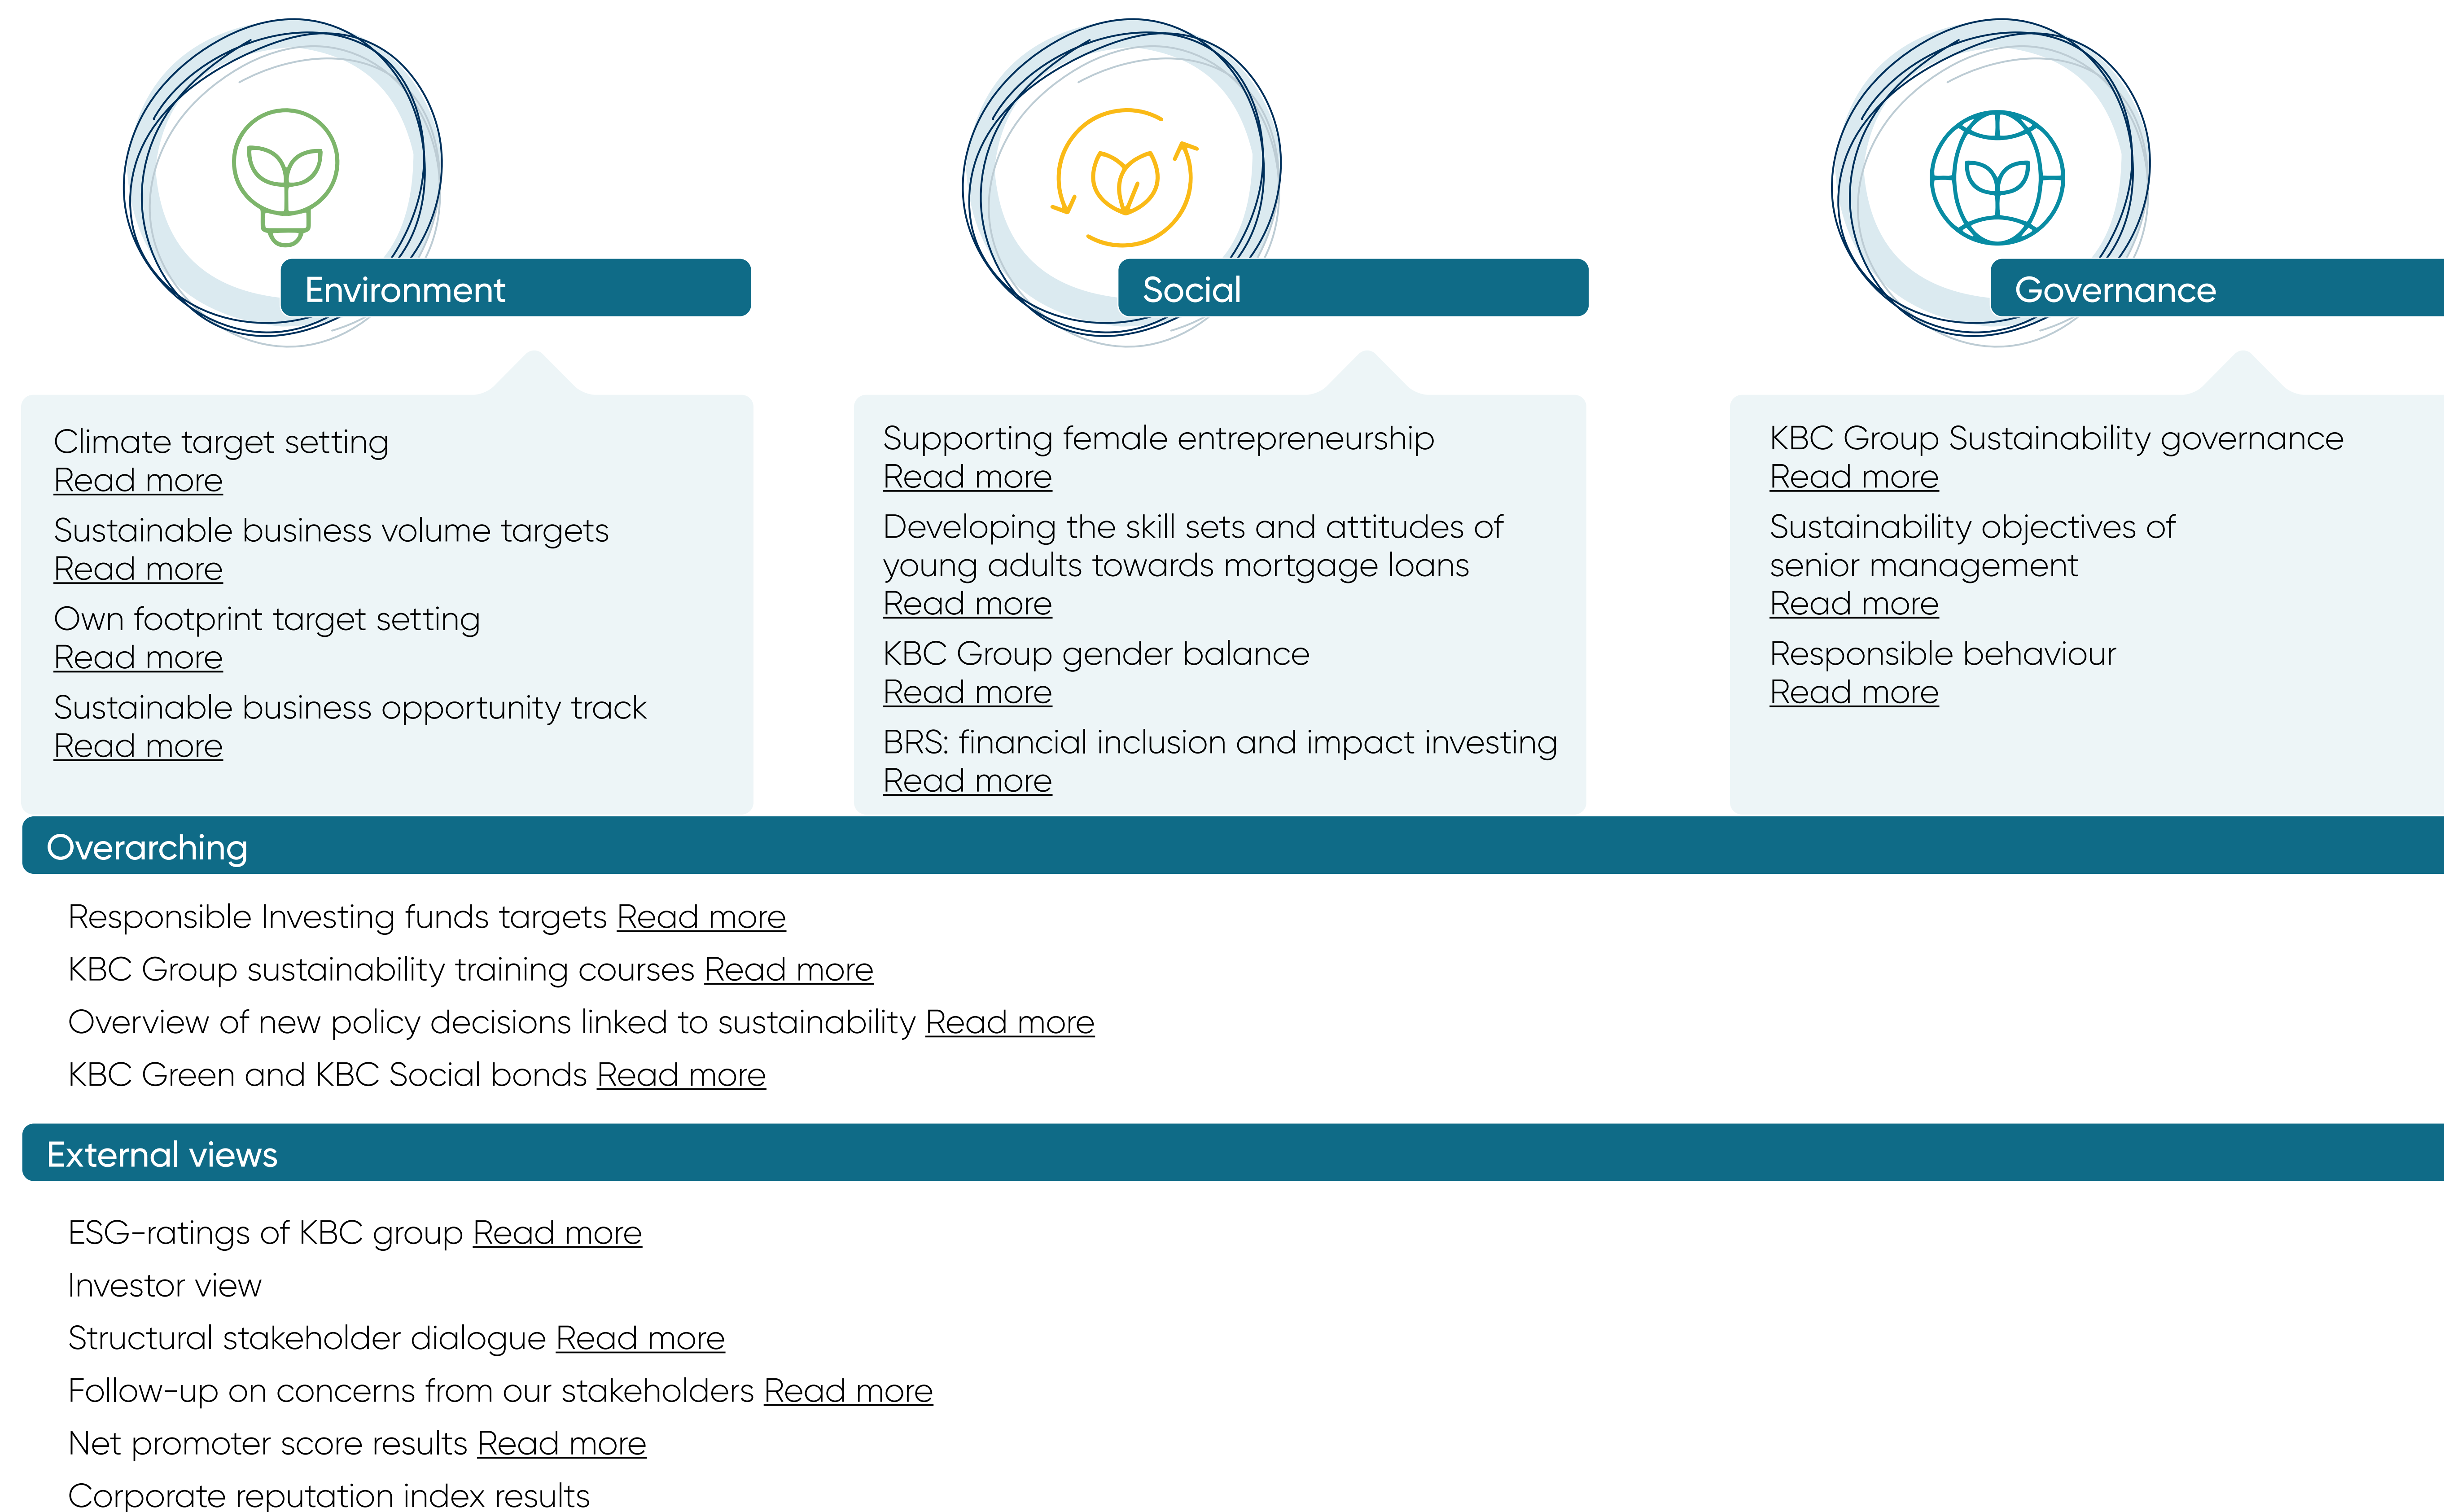 Environment
Climate target setting
Read more
Sustainable business volume targets
Read more
Own footprint target setting
Read more
Sustainable business opportunity track
Read more
Social
Supporting female entrepreneurship
Read more
Developing the skill sets and attitudes of
young adults towards mortgage loans
Read more
KBC Group gender balance
Read more
BRS: financial inclusion and impact investing
Read more
Governance
KBC Group Sustainability governance
Read more
Sustainability objectives of
senior management
Read more
Responsible behaviour
Read more
Overarching
Responsible Investing funds targets Read more
KBC Group sustainability training courses Read more
Overview of new policy decisions linked to sustainability Read more
KBC Green and KBC Social bonds Read more
External views
ESG-ratings of KBC group Read more
Investor view
Structural stakeholder dialogue Read more
Follow-up on concerns from our stakeholders Read more
Net promoter score results Read more
Corporate reputation index results